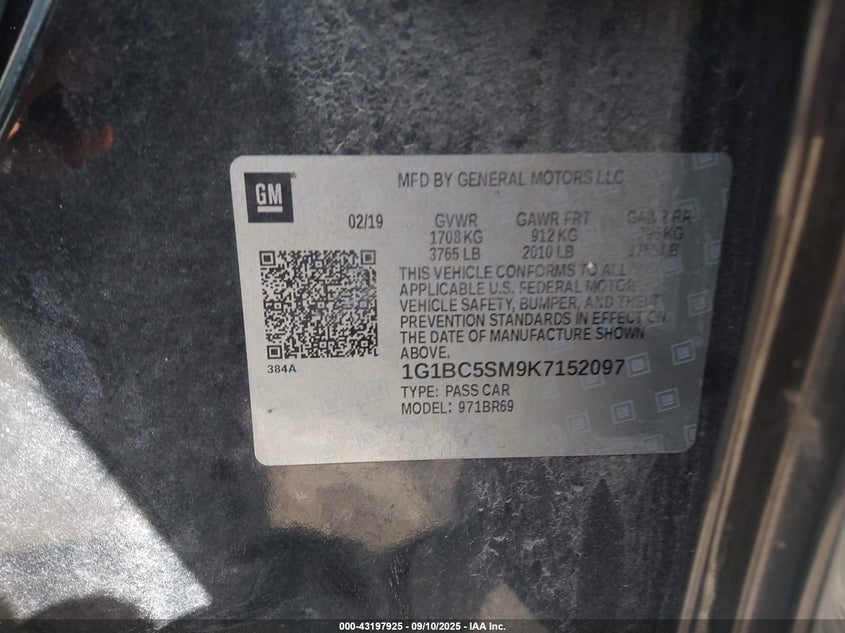 GM
MFD BY GENERAL MOTORS LLC
02/19 GVWR GAWR FRT GAWR RR
1708 KG 912 KG
3765 LB 2010 LB
THIS VEHICLE CONFORMS TO ALL
APPLICABLE U.S. FEDERAL MOTOR
VEHICLE SAFETY, BUMPER, AND THEFT
PREVENTION STANDARDS IN EFFECT ON
THE DATE OF MANUFACTURE SHOWN
ABOVE.
384A
1G1BC5SM9K7152097
TYPE: PASS CAR
MODEL: 971BR69
000-43197925 - 09/10/2025 - IAA Inc.